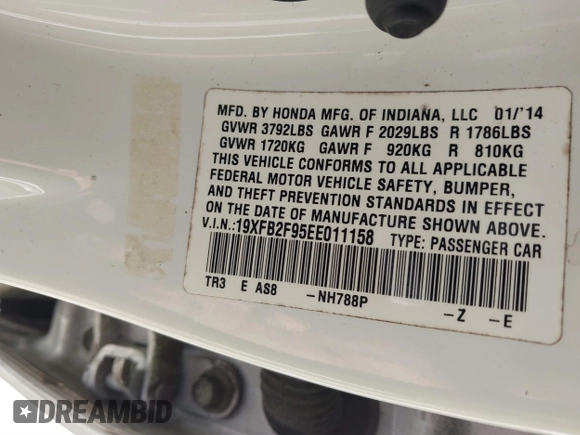 MFD. BY HONDA MFG. OF INDIANA, LLC 01/'14
GVWR 3792LBS GAWR F 2029LBS R 1786LBS
GVWR 1720KG GAWR F 920KG R 810KG
THIS VEHICLE CONFORMS TO ALL APPLICABLE
FEDERAL MOTOR VEHICLE SAFETY, BUMPER,
AND THEFT PREVENTION STANDARDS IN EFFECT
ON THE DATE OF MANUFACTURE SHOWN ABOVE.
V.I.N.:19XFB2F95EE011158 TYPE: PASSENGER CAR
TR3 E AS8 -NH788P -Z -E
DREAMBID